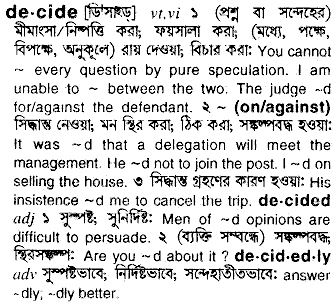 de·cide [ডি'সাইড্] vt,vi ১ (প্রশ্ন বা সন্দেহের)
মীমাংসা/নিষ্পত্তি করা; ফয়সালা করা; (মধ্যে, পক্ষে,
বিপক্ষে, অনুকূলে) রায় দেওয়া; বিচার করা: You cannot
~ every question by pure speculation. I am
unable to ~ between the two. The judge ~d
for/against the defendant. ২ ~ (on/against)
সিদ্ধান্ত নেওয়া; মন স্থির করা; ঠিক করা; সঙ্কল্পবদ্ধ হওয়া:
It was ~d that a delegation will meet the
management. He ~d not to join the post. I ~d on
selling the house. ৩ সিদ্ধান্ত গ্রহণের কারণ হওয়া: His
insistence ~d me to cancel the trip. de·cided
adj ১ সুস্পষ্ট; সুনির্দিষ্ট: Men of ~d opinions are
difficult to persuade. ২ (ব্যক্তি সম্বন্ধে) সঙ্কল্পবদ্ধ;
স্থিরসঙ্কল্প: Are you ~d about it ? de·cid·ed·ly
adv সুস্পষ্টভাবে; নির্দিষ্টভাবে; সন্দেহাতীতভাবে: answer
~dly; ~dly better.